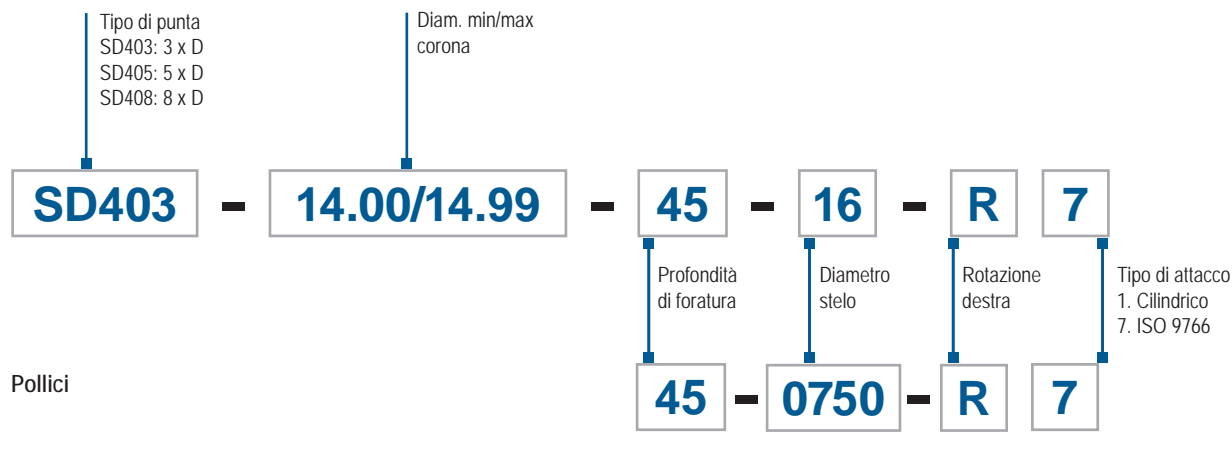 Tipo di punta
SD403: 3 x D
SD405: 5 x D
SD408: 8 x D
Diam. min/max
corona
SD403 - 14.00/14.99 - 45 - 16 - R 7
Profondità
di foratura
Diametro
stelo
Rotazione
destra
Tipo di attacco
1. Cilindrico
7. ISO 9766
Pollici
45 - 0750 - R 7